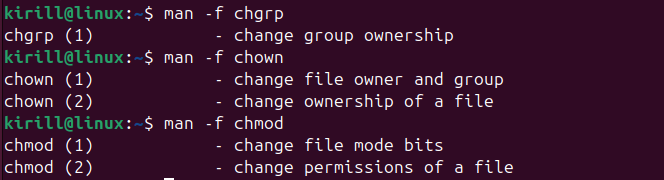 kirill@linux:~$ man -f chgrp
chgrp (1)            - change group ownership
kirill@linux:~$ man -f chown
chown (1)            - change file owner and group
chown (2)            - change ownership of a file
kirill@linux:~$ man -f chmod
chmod (1)            - change file mode bits
chmod (2)            - change permissions of a file